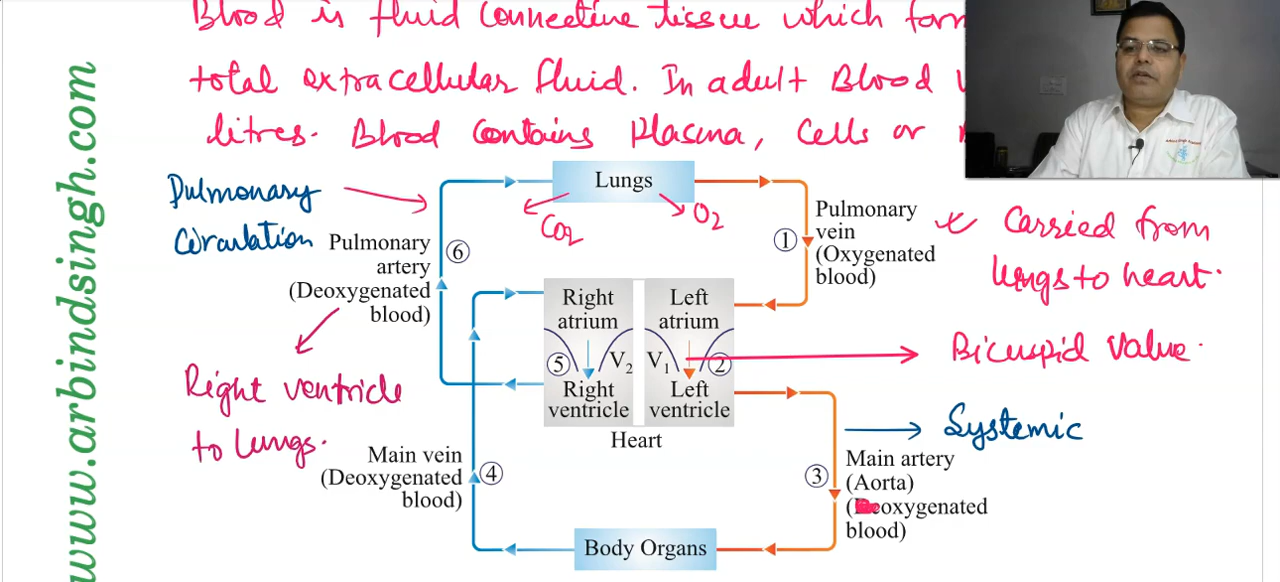 Blood is fluid connective tissue which
total extracellular fluid. In adult Blood
litres. Blood contains Plasma, cells or
www.arbindsingh.com
Pulmonary
circulation
Lungs
CO2
O2
Pulmonary
artery
(Deoxygenated
blood)
⑥
①
Pulmonary
vein
(Oxygenated
blood)
Carried from
lungs to heart.
Right
atrium
Left
atrium
⑤
V2
V1
②
Bicuspid Value.
Right
ventricle
Left
ventricle
Heart
Right ventricle
to lungs.
Systemic
Main vein
(Deoxygenated
blood)
④
③
Main artery
(Aorta)
oxygenated
blood)
Body Organs